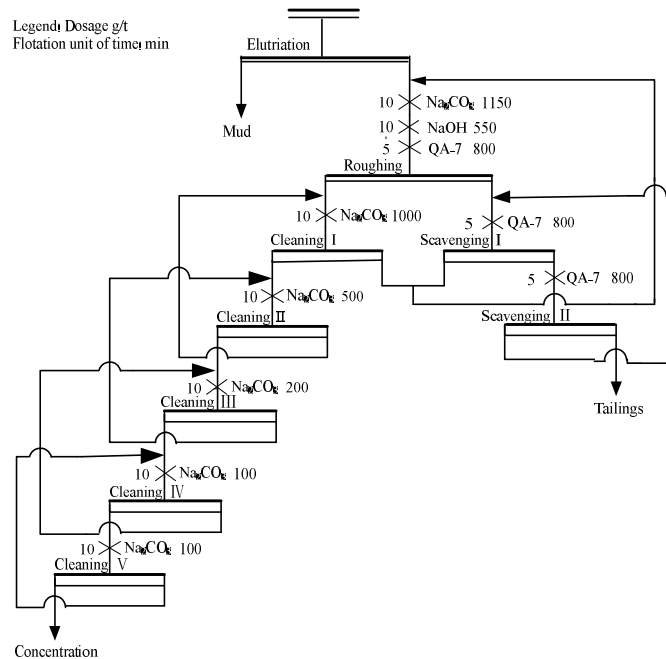 Legend: Dosage g/t
Flotation unit of time: min
Elutriation
Mud
10 Na₂CO₃ 1150
10 NaOH 550
5 QA-7 800
Roughing
10 Na₂CO₃ 1000
5 QA-7 800
Cleaning I
Scavenging I
10 Na₂CO₃ 500
5 QA-7 800
Cleaning II
Scavenging II
10 Na₂CO₃ 200
Tailings
Cleaning III
10 Na₂CO₃ 100
Cleaning IV
10 Na₂CO₃ 100
Cleaning V
Concentration